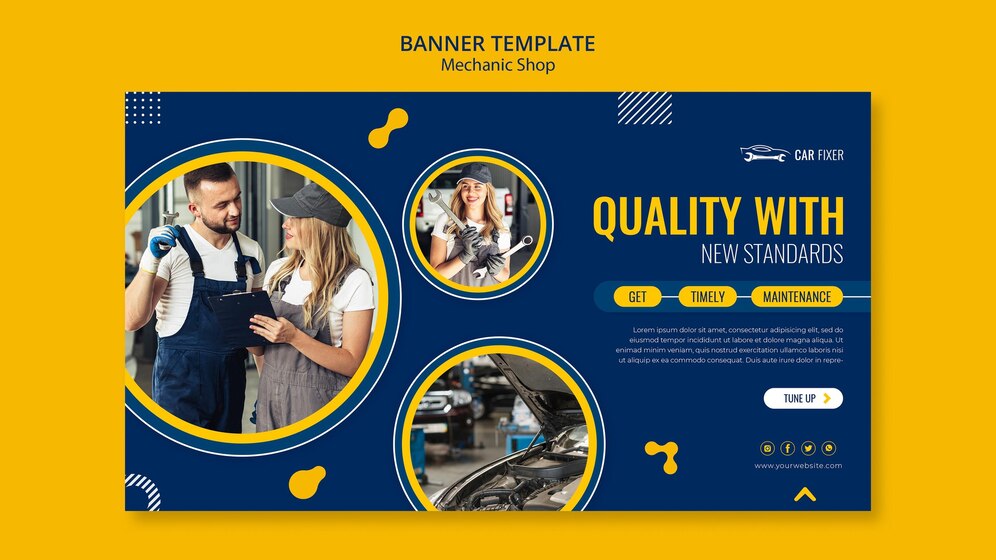 BANNER TEMPLATE
Mechanic Shop
CAR FIXER
QUALITY WITH
NEW STANDARDS
GET TIMELY MAINTENANCE
Lorem ipsum dolor sit amet, consectetur adipisicing elit, sed do
eiusmod tempor incididunt ut labore et dolore magna aliqua. Ut
enimad minim veniam, quis nostrud exercitation ullamco laboris nisi
ut aliquip ex ea commodo consequat. Duis aute irure dolor in repre-
TUNE UP
www.yourwebsite.com